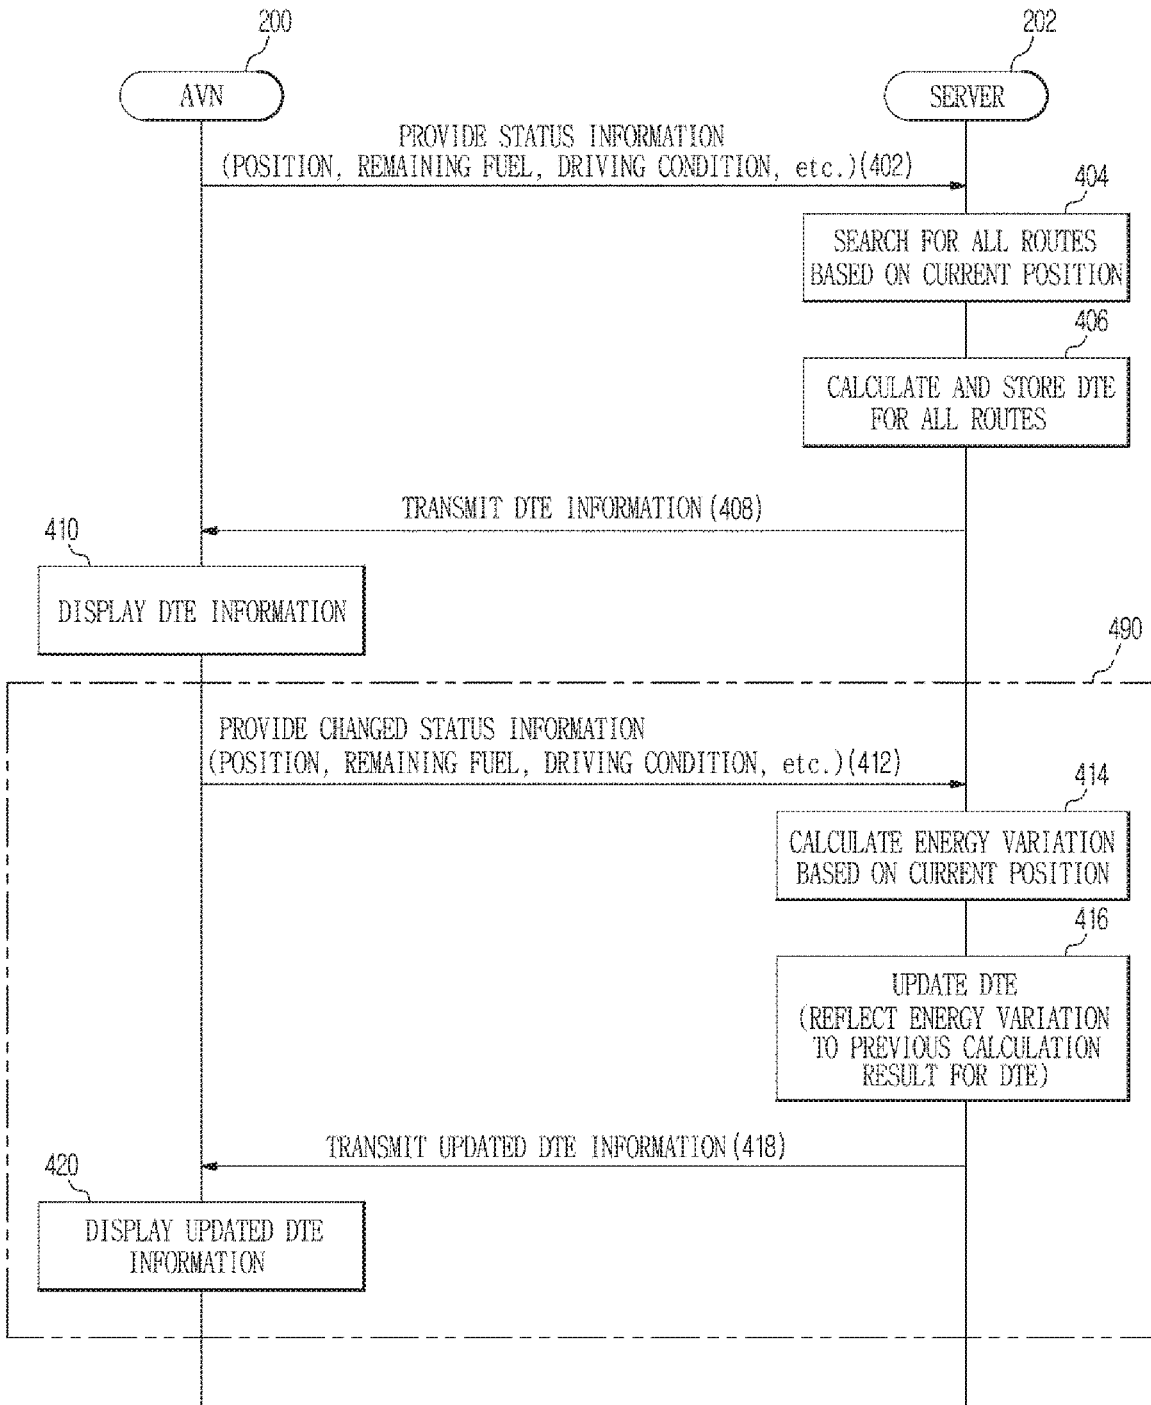 200
202
AVN
SERVER
PROVIDE STATUS INFORMATION
(POSITION, REMAINING FUEL, DRIVING CONDITION, etc.)(402)
404
SEARCH FOR ALL ROUTES
BASED ON CURRENT POSITION
406
CALCULATE AND STORE DTE
FOR ALL ROUTES
TRANSMIT DTE INFORMATION(408)
410
DISPLAY DTE INFORMATION
490
PROVIDE CHANGED STATUS INFORMATION
(POSITION, REMAINING FUEL, DRIVING CONDITION, etc.)(412)
414
CALCULATE ENERGY VARIATION
BASED ON CURRENT POSITION
416
UPDATE DTE
(REFLECT ENERGY VARIATION
TO PREVIOUS CALCULATION
RESULT FOR DTE)
TRANSMIT UPDATED DTE INFORMATION(418)
420
DISPLAY UPDATED DTE
INFORMATION